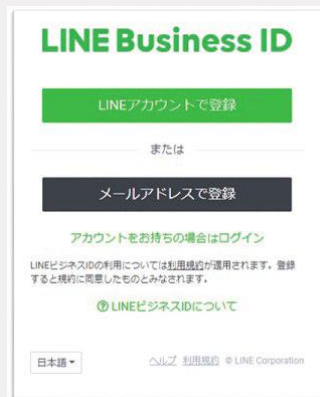 LINE Business ID
LINEアカウントで登録
または
メールアドレスで登録
アカウントをお持ちの場合はログイン
LINEビジネスIDの利用については利用規約が適用されます。登録
すると規約に同意したものとみなされます。
? LINEビジネスIDについて
日本語
ヘルプ 利用規約 © LINE Corporation